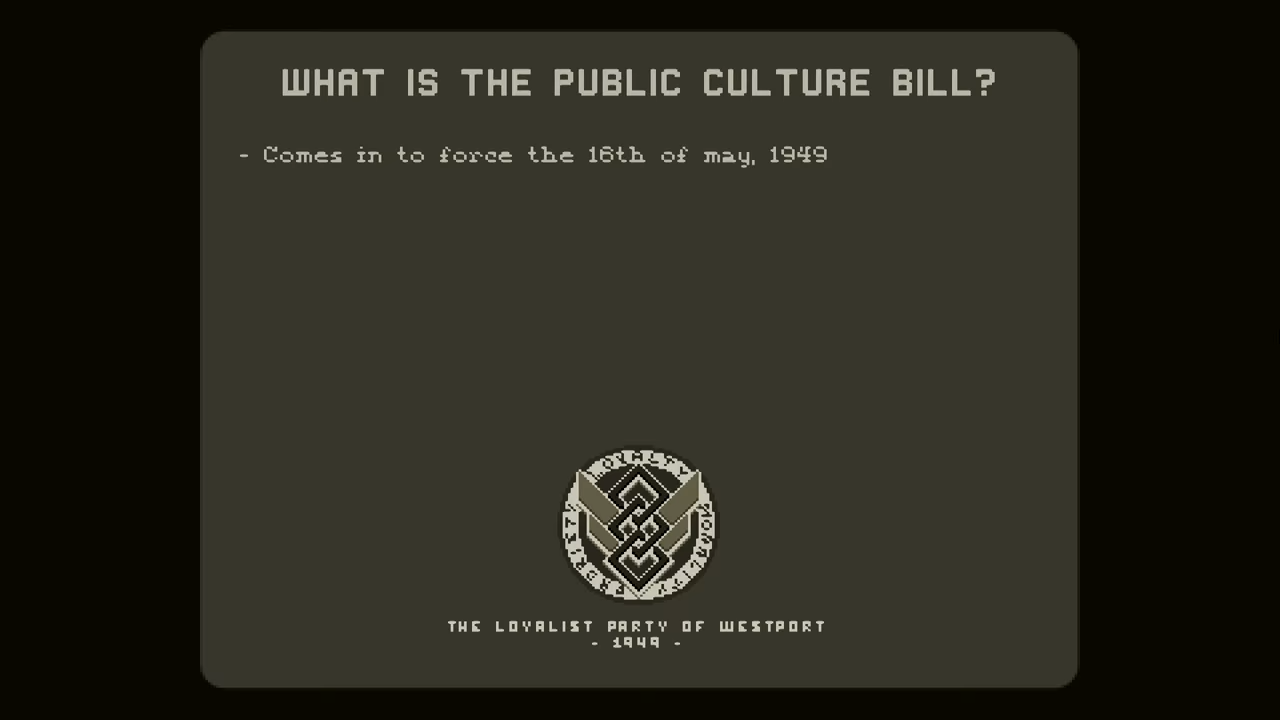 WHAT IS THE PUBLIC CULTURE BILL?
- Comes in to force the 16th of may, 1949
LOYALTY
THE LOYALIST PARTY OF WESTPORT
- 1949 -